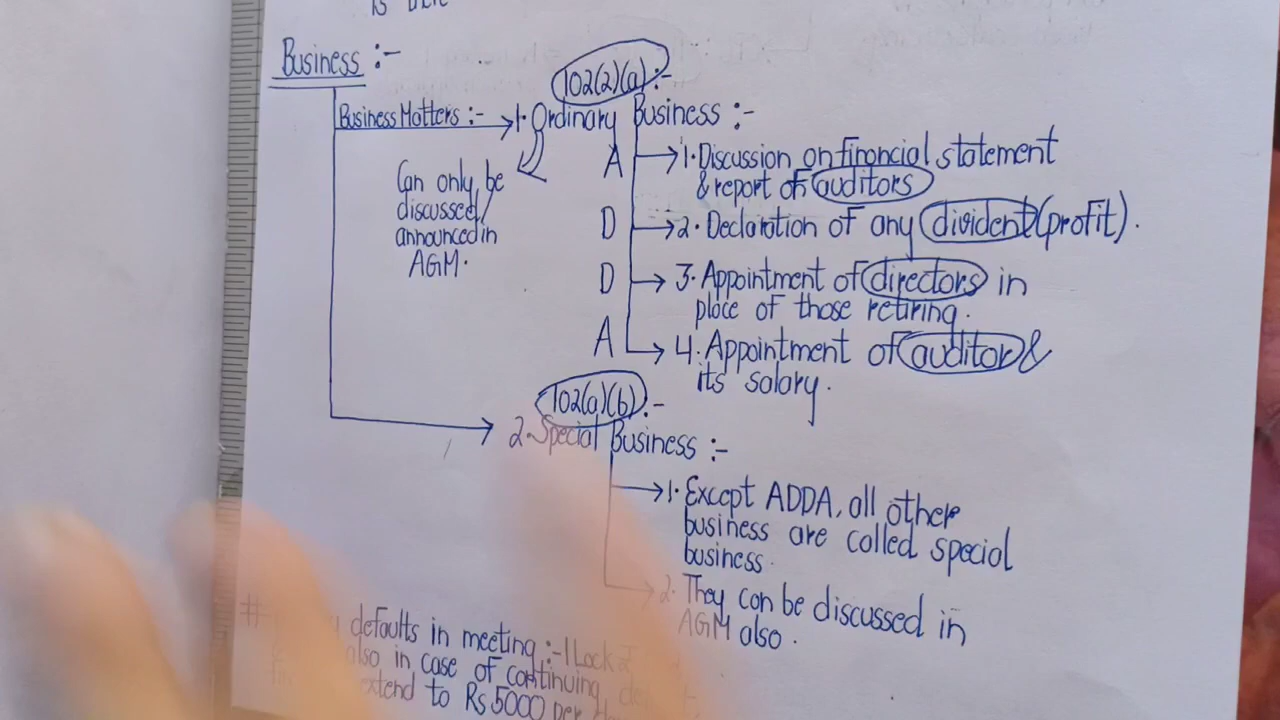 Business :-
102(2)(a) :-
Business Matters :- → 1. Ordinary Business :-
Can only be
discussed/
announced in
AGM.
A → 1. Discussion on financial statement
& report of auditors
D → 2. Declaration of any divident (profit).
D → 3. Appointment of directors in
place of those retiring.
A → 4. Appointment of auditor &
its salary.
102(a)(b) :-
2. Special Business :-
→ 1. Except ADDA, all other
business are called special
business.
→ 2. They can be discussed in
AGM also.
# defaults in meeting :- 1 Lock
also in case of continuing
extend to Rs 5000 per